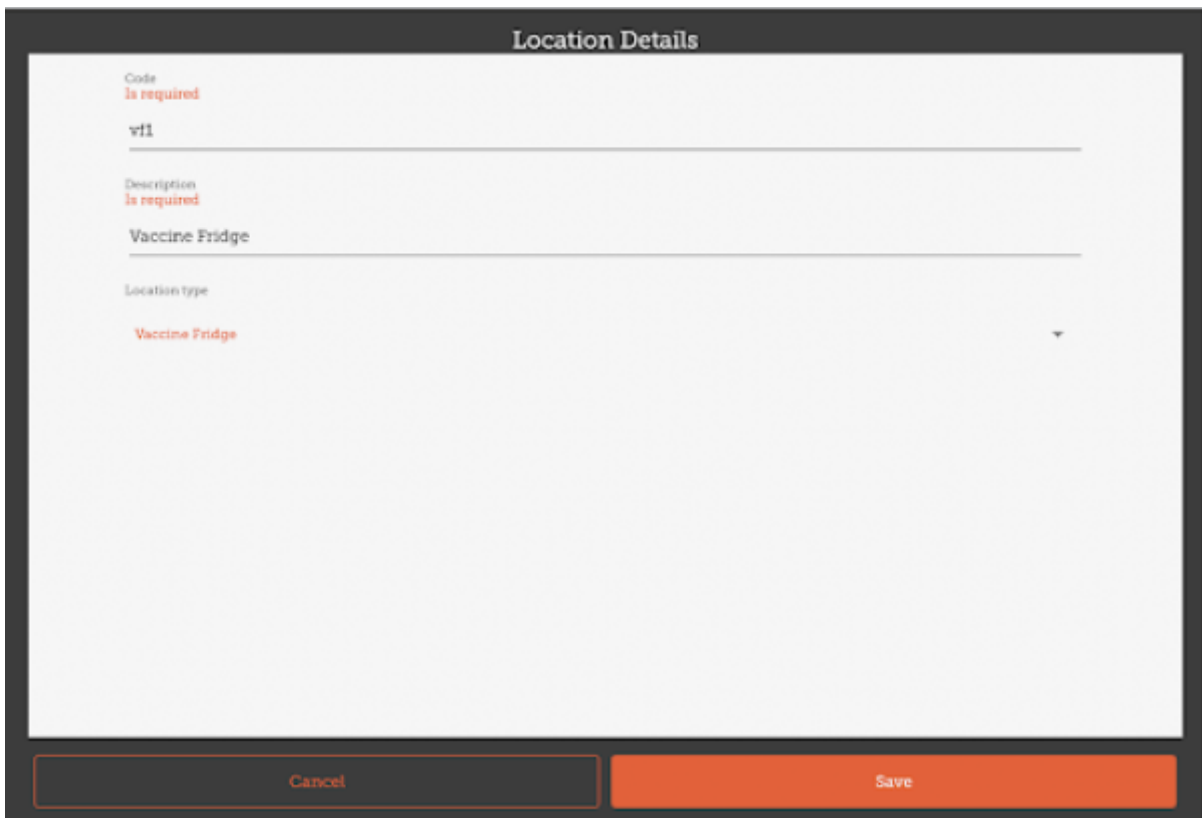 Location Details
Code
Is required
vf1
Description
Is required
Vaccine Fridge
Location type
Vaccine Fridge
Cancel
Save